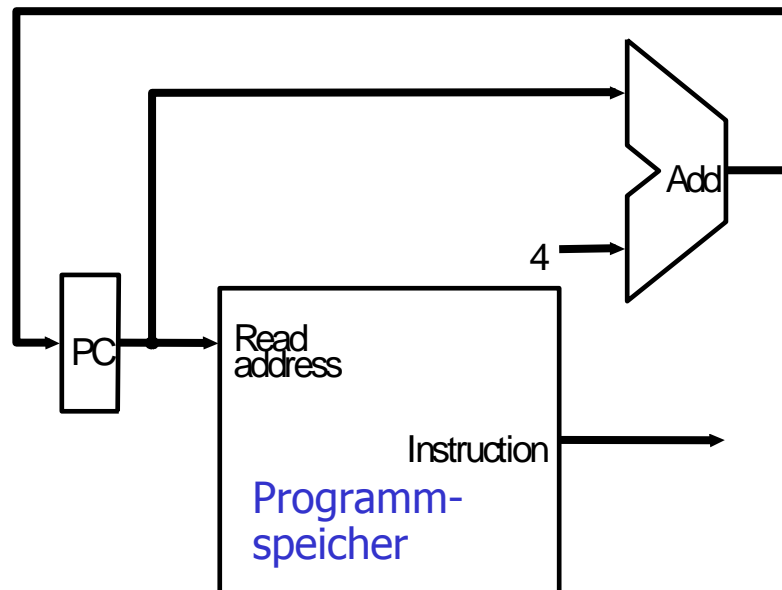 Add
4
PC
Read
address
Instruction
Programm-
speicher